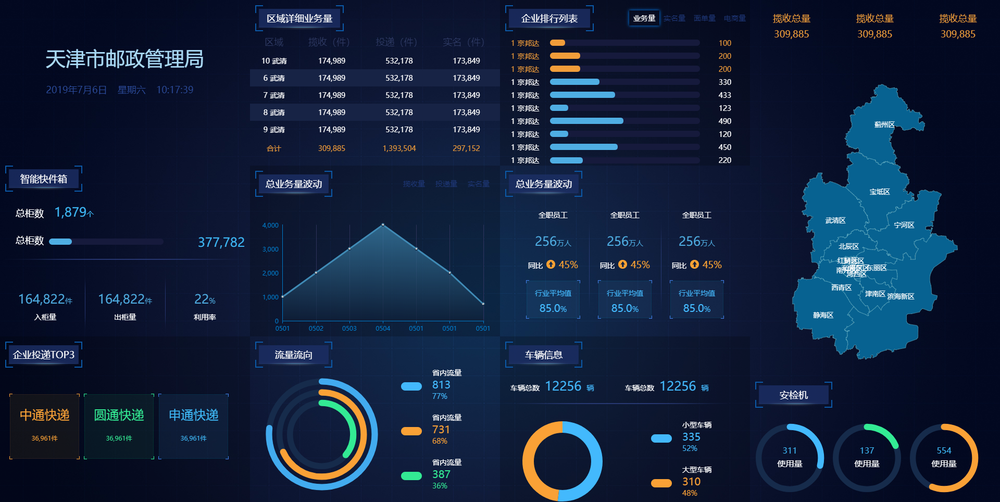 天津市邮政管理局
2019年7月6日 星期六 10:17:39
区域详细业务量
区域 揽收（件） 投递（件） 实名（件）
10 武清 174,989 532,178 173,849
6 武清 174,989 532,178 173,849
7 武清 174,989 532,178 173,849
8 武清 174,989 532,178 173,849
9 武清 174,989 532,178 173,849
合计 309,885 1,393,504 297,152
企业排行列表
业务量 实名量 面单量 电商量
1 京邦达 100
1 京邦达 200
1 京邦达 200
1 京邦达 330
1 京邦达 433
1 京邦达 123
1 京邦达 490
1 京邦达 120
1 京邦达 450
1 京邦达 220
揽收总量 揽收总量 揽收总量
309,885 309,885 309,885
蓟州区
宝坻区
武清区
宁河区
北辰区
东丽区
河西区
西青区
津南区
滨海新区
静海区
智能快件箱
总柜数 1,879个
总柜数 377,782
164,822件 164,822件 22%
入柜量 出柜量 利用率
总业务量波动
揽收量 投递量 实名量
4,000
3,000
2,000
1,000
0
0501 0502 0503 0504 0501 0501 0501
总业务量波动
全职员工 全职员工 全职员工
256万人 256万人 256万人
同比 45% 同比 45% 同比 45%
行业平均值 行业平均值 行业平均值
85.0% 85.0% 85.0%
企业投递TOP3
中通快递 圆通快递 申通快递
36,961件 36,961件 36,961件
流量流向
省内流量
813
77%
省内流量
731
68%
省内流量
387
36%
车辆信息
车辆总数 12256 辆 车辆总数 12256 辆
小型车辆
335
52%
大型车辆
310
48%
安检机
311 137 554
使用量 使用量 使用量